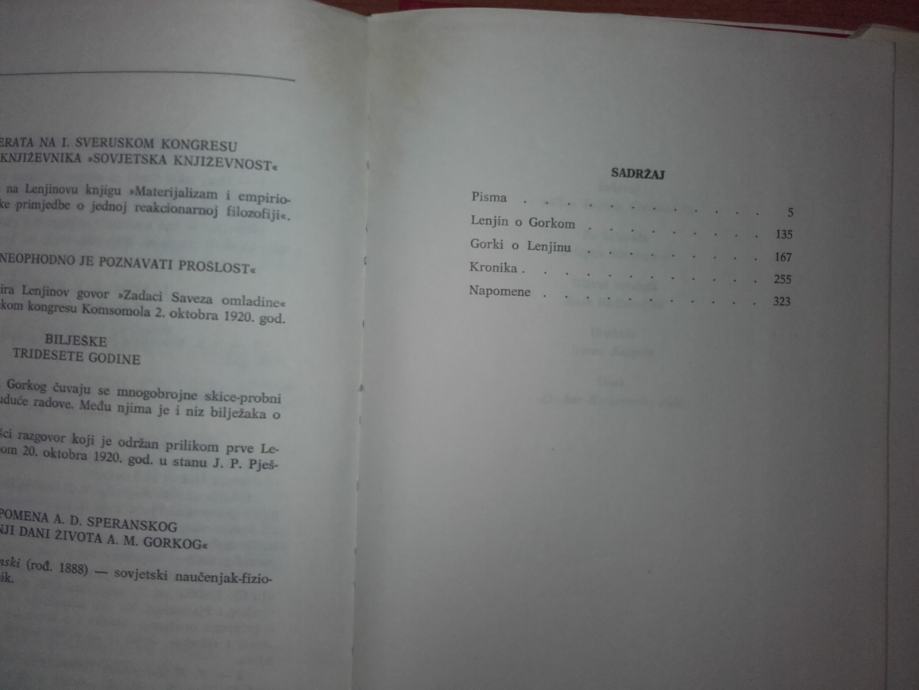 ERATA NA I. SVERUSKOM KONGRESU
KNJIŽEVNIKA »SOVJETSKA KNJIŽEVNOST«
na Lenjinovu knjigu »Materijalizam i empirio-
ke primjedbe o jednoj reakcionarnoj filozofiji«.
NEOPHODNO JE POZNAVATI PROŠLOST«
ira Lenjinov govor »Zadaci Saveza omladine«
kom kongresu Komsomola 2. oktobra 1920. god.
BILJEŠKE
TRIDESETE GODINE
Gorkog čuvaju se mnogobrojne skice-probni
uduće radove. Među njima je i niz bilježaka o
šci razgovor koji je održan prilikom prve Le-
om 20. oktobra 1920. god. u stanu J. P. Pješ-
POMENA A. D. SPERANSKOG
NJI DANI ŽIVOTA A. M. GORKOG«
nski (rođ. 1888) — sovjetski naučenjak-fizio-
ik.
SADRŽAJ
Pisma . . . . . . . . . . . 5
Lenjin o Gorkom . . . . . . . . 135
Gorki o Lenjinu . . . . . . . . 167
Kronika . . . . . . . . . . . 255
Napomene . . . . . . . . . . 323